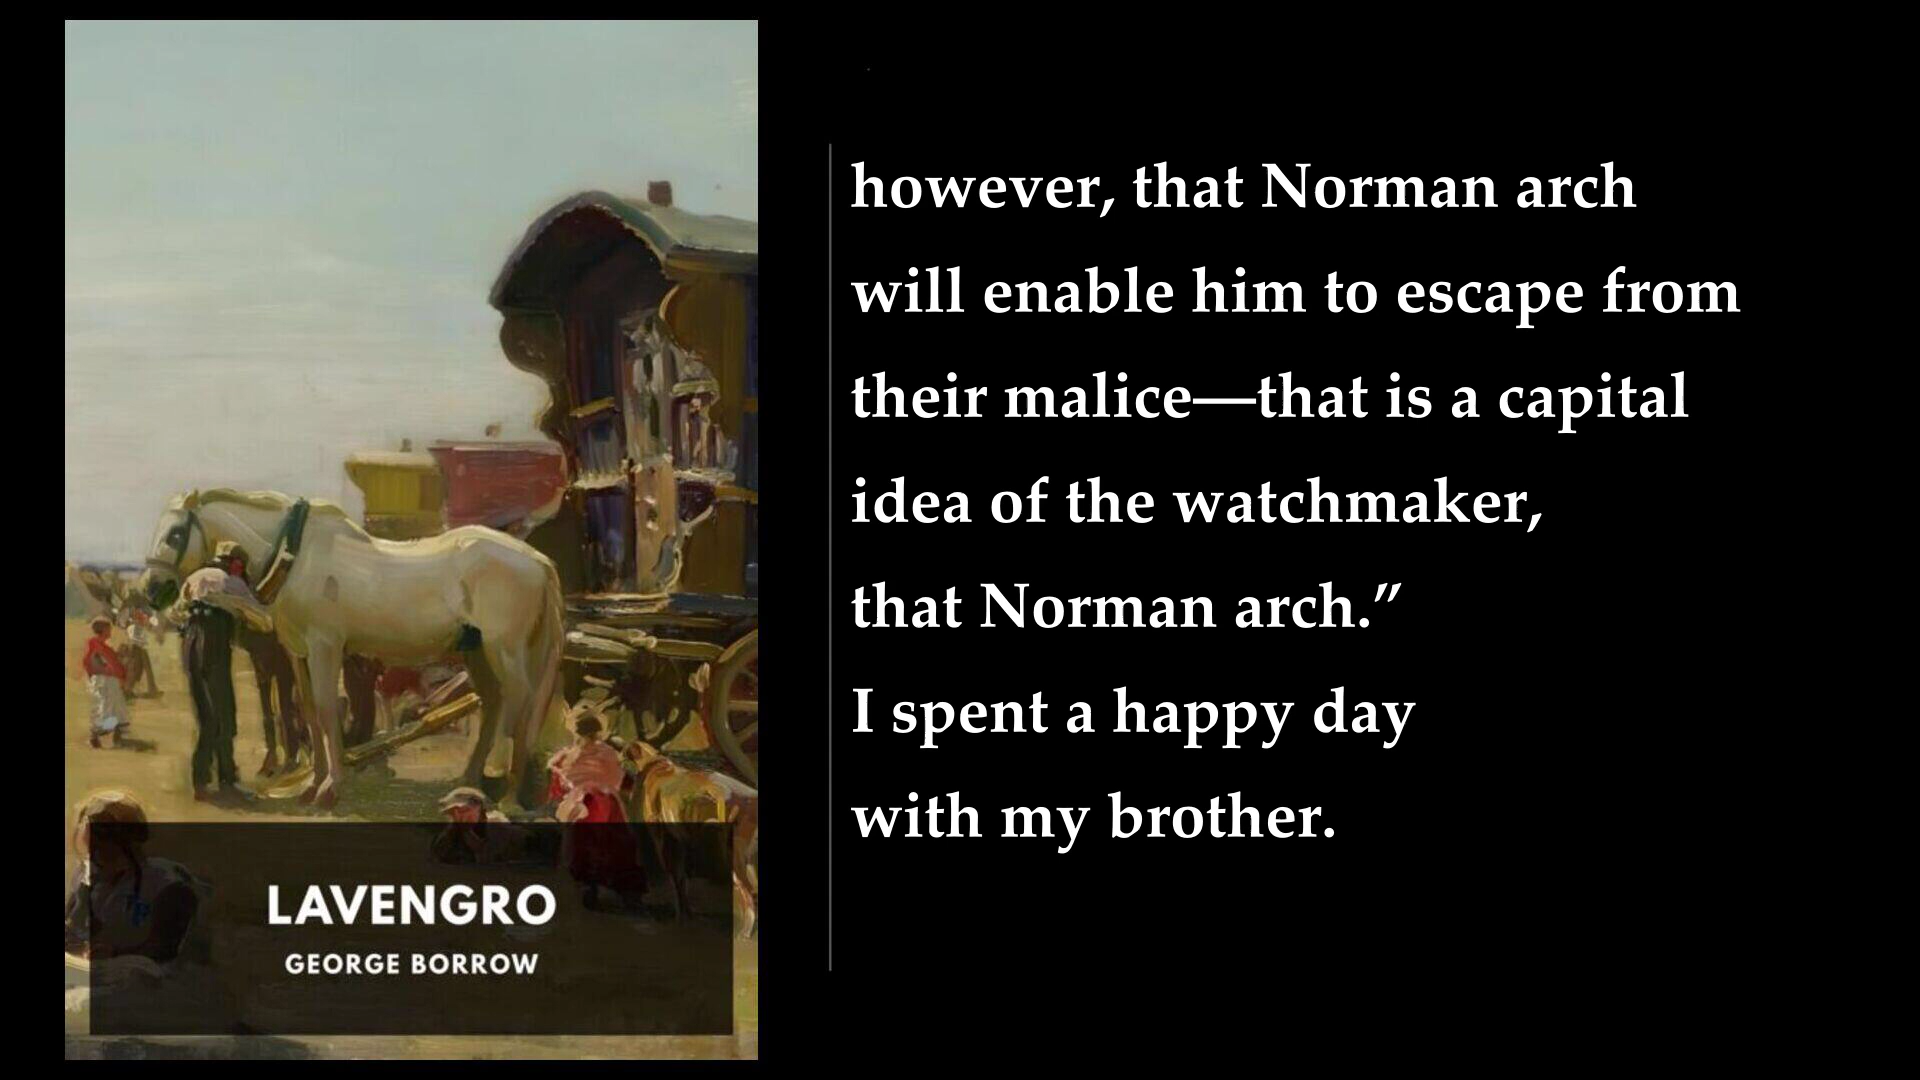 however, that Norman arch
will enable him to escape from
their malice—that is a capital
idea of the watchmaker,
that Norman arch.”
I spent a happy day
with my brother.
LAVENGRO
GEORGE BORROW